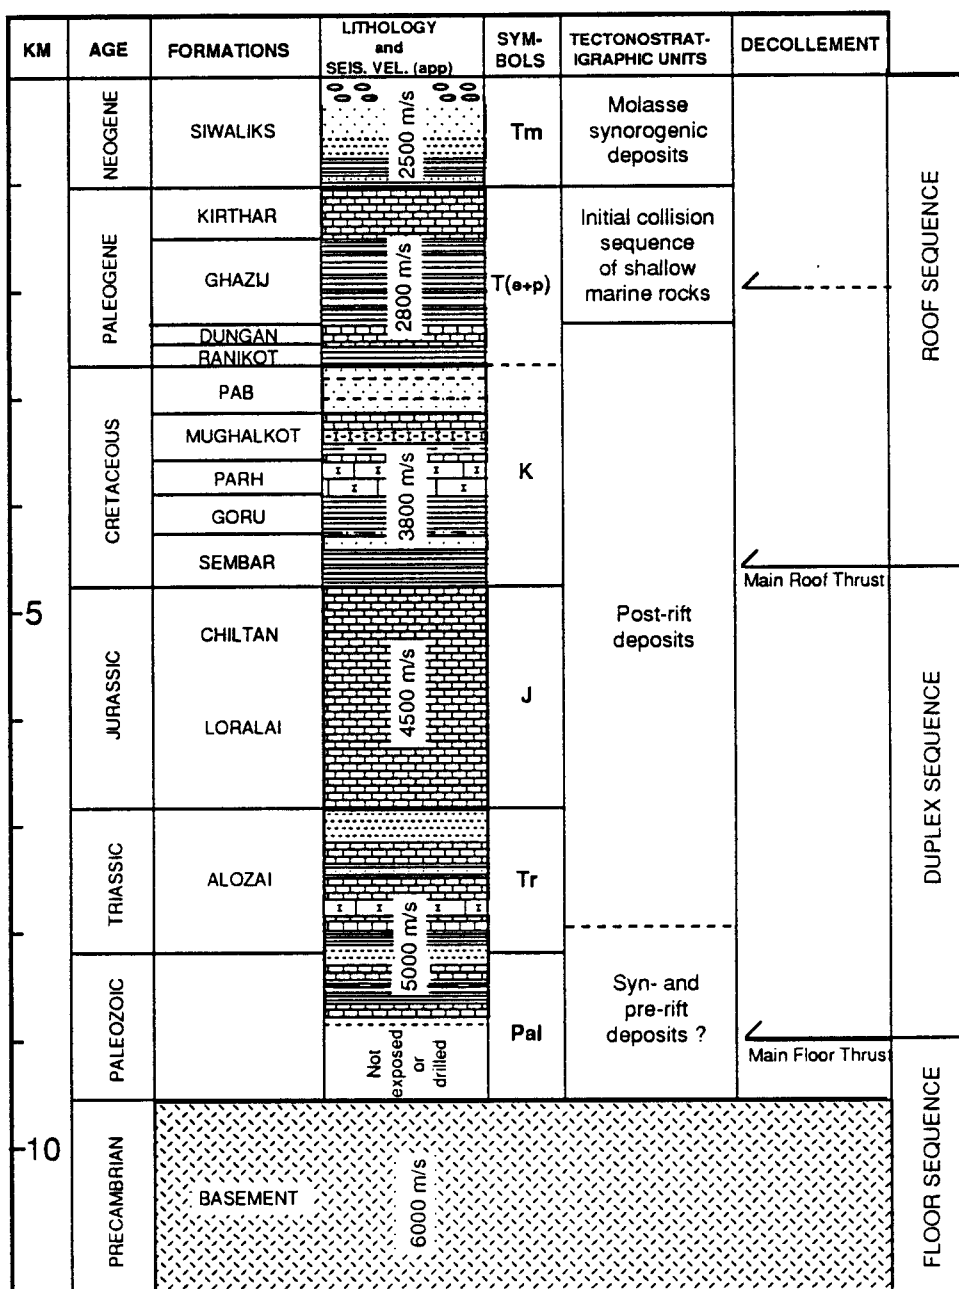 KM
AGE
FORMATIONS
LITHOLOGY
and
SEIS. VEL. (app)
SYM-
BOLS
TECTONOSTRAT-
IGRAPHIC UNITS
DECOLLEMENT
NEOGENE
SIWALIKS
2500 m/s
Tm
Molasse
synorogenic
deposits
PALEOGENE
KIRTHAR
GHAZIJ
DUNGAN
RANIKOT
2800 m/s
T(e+p)
Initial collision
sequence
of shallow
marine rocks
ROOF SEQUENCE
CRETACEOUS
PAB
MUGHALKOT
PARH
GORU
SEMBAR
3800 m/s
K
Main Roof Thrust
5
JURASSIC
CHILTAN
LORALAI
4500 m/s
J
Post-rift
deposits
DUPLEX SEQUENCE
TRIASSIC
ALOZAI
Tr
5000 m/s
PALEOZOIC
Not
exposed
or
drilled
Pal
Syn- and
pre-rift
deposits ?
Main Floor Thrust
10
PRECAMBRIAN
BASEMENT
6000 m/s
FLOOR SEQUENCE